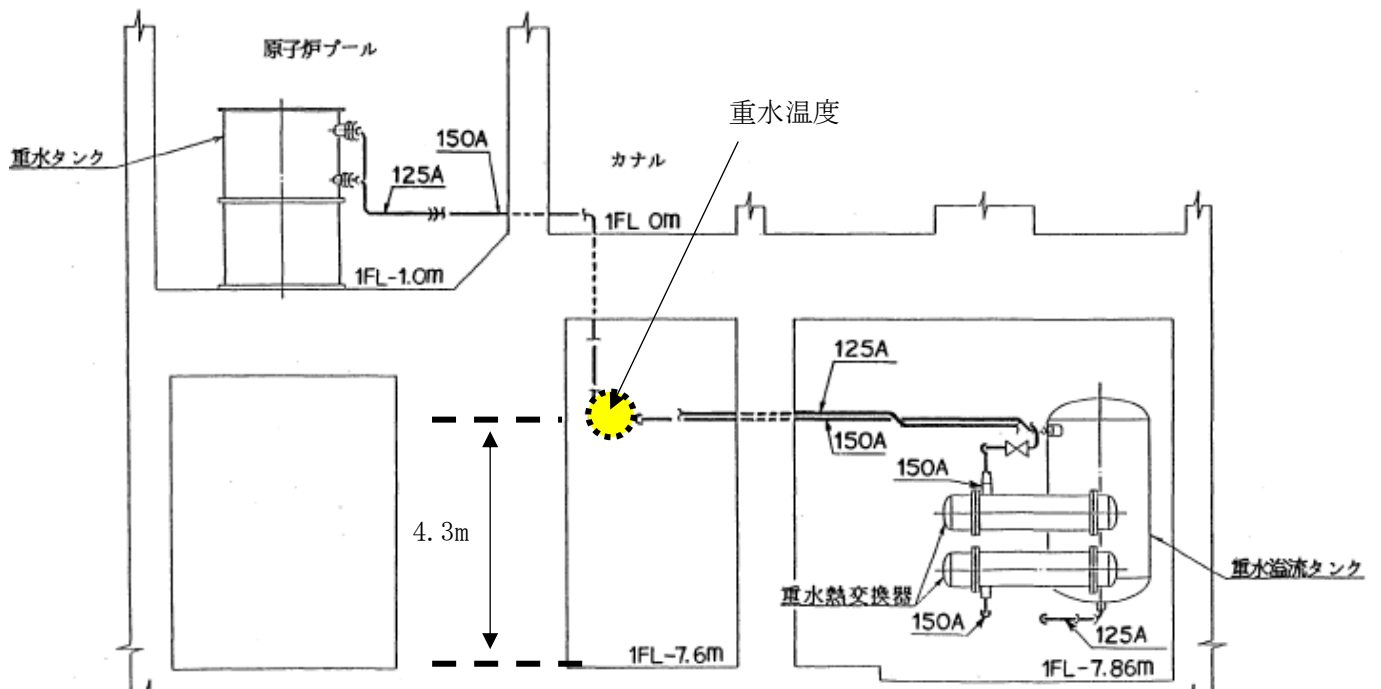 原子炉プール
重水温度
150A
カナル
重水タンク
125A
1FL 0m
1FL-1.0m
125A
150A
150A
4.3m
重水溢流タンク
重水熱交換器
150A
125A
1FL-7.6m
1FL-7.86m